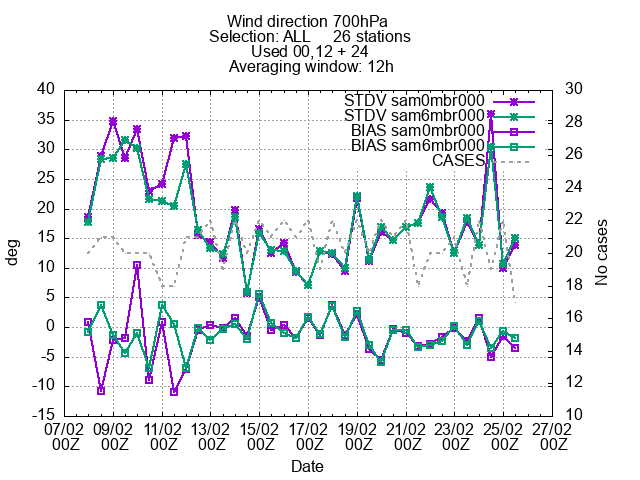 Wind direction 700hPa
Selection: ALL 26 stations
Used 00,12 + 24
Averaging window: 12h
STDV sam0mbr000
STDV sam6mbr000
BIAS sam0mbr000
BIAS sam6mbr000
CASES
40
35
30
25
20
15
10
5
0
-5
-10
-15
deg
30
28
26
24
22
20
18
16
14
12
10
No cases
07/02 09/02 11/02 13/02 15/02 17/02 19/02 21/02 23/02 25/02 27/02
00Z 00Z 00Z 00Z 00Z 00Z 00Z 00Z 00Z 00Z 00Z
Date